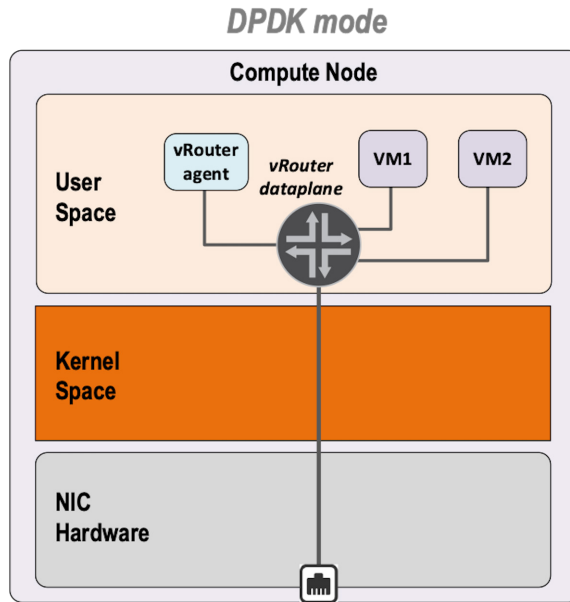 DPDK mode
Compute Node
User
Space
vRouter
agent
vRouter
dataplane
VM1
VM2
Kernel
Space
NIC
Hardware